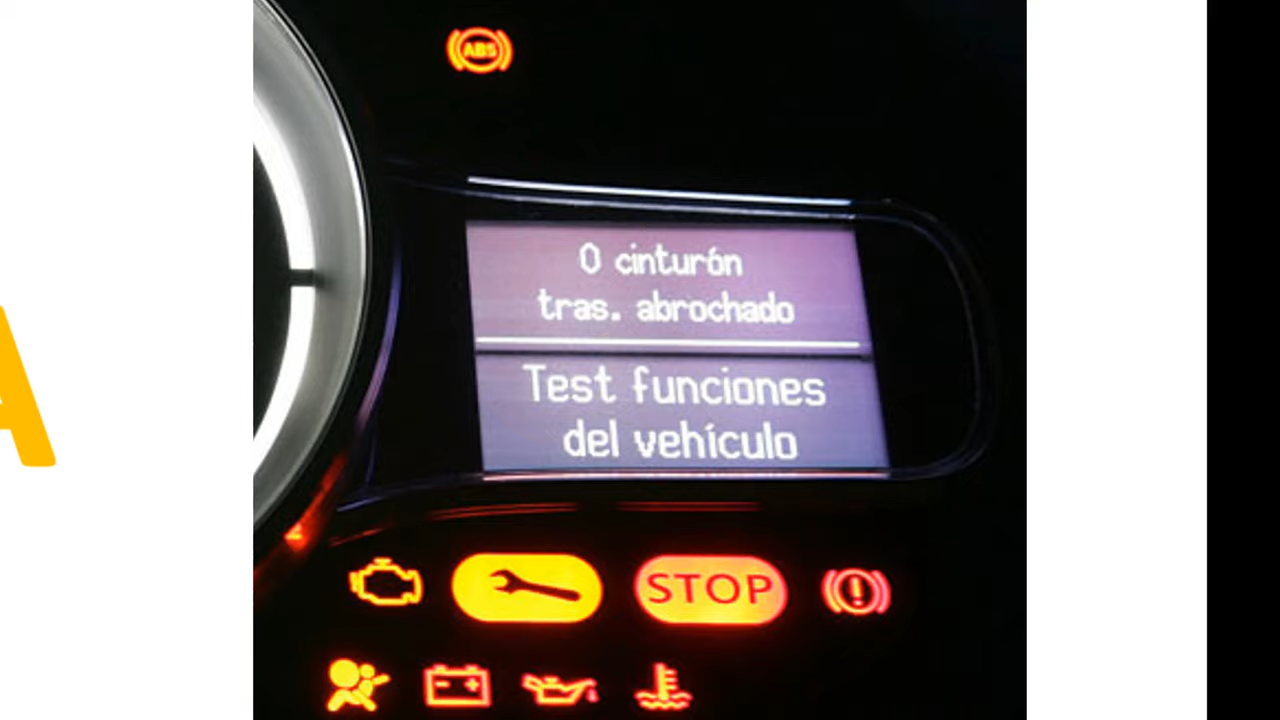 ABS
0 cinturón
tras. abrochado
Test funciones
del vehículo
STOP
A